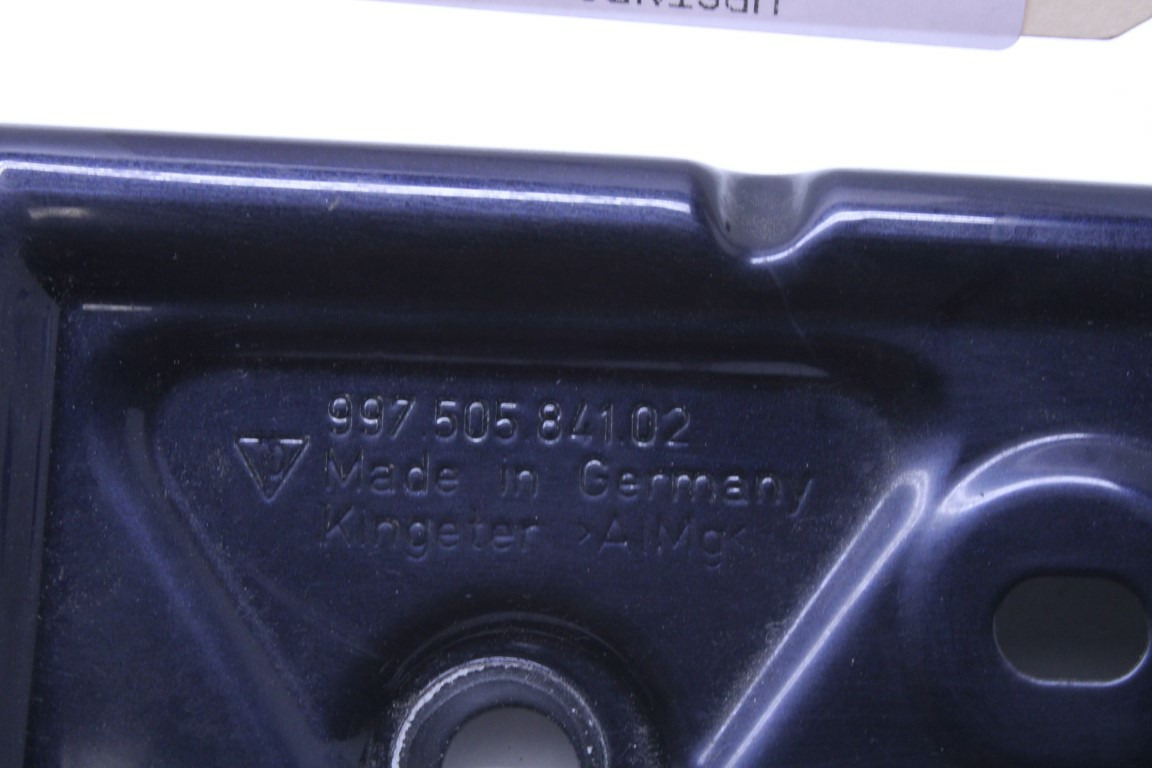 997.505.841.02
Made in Germany
Kingeter >AlMg<